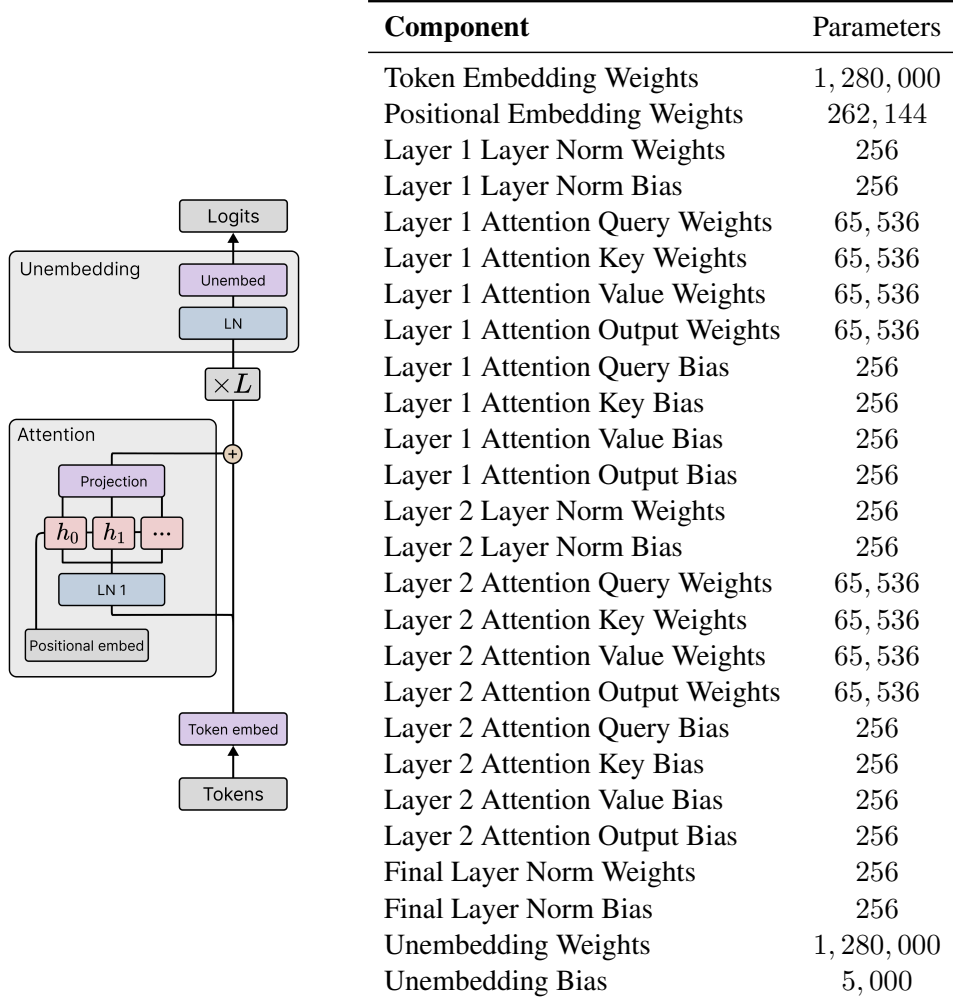 Logits
Unembedding
Unembed
LN
×L
Attention
+
Projection
h0 h1 ...
LN 1
Positional embed
Token embed
Tokens
Component Parameters
Token Embedding Weights 1, 280, 000
Positional Embedding Weights 262, 144
Layer 1 Layer Norm Weights 256
Layer 1 Layer Norm Bias 256
Layer 1 Attention Query Weights 65, 536
Layer 1 Attention Key Weights 65, 536
Layer 1 Attention Value Weights 65, 536
Layer 1 Attention Output Weights 65, 536
Layer 1 Attention Query Bias 256
Layer 1 Attention Key Bias 256
Layer 1 Attention Value Bias 256
Layer 1 Attention Output Bias 256
Layer 2 Layer Norm Weights 256
Layer 2 Layer Norm Bias 256
Layer 2 Attention Query Weights 65, 536
Layer 2 Attention Key Weights 65, 536
Layer 2 Attention Value Weights 65, 536
Layer 2 Attention Output Weights 65, 536
Layer 2 Attention Query Bias 256
Layer 2 Attention Key Bias 256
Layer 2 Attention Value Bias 256
Layer 2 Attention Output Bias 256
Final Layer Norm Weights 256
Final Layer Norm Bias 256
Unembedding Weights 1, 280, 000
Unembedding Bias 5, 000